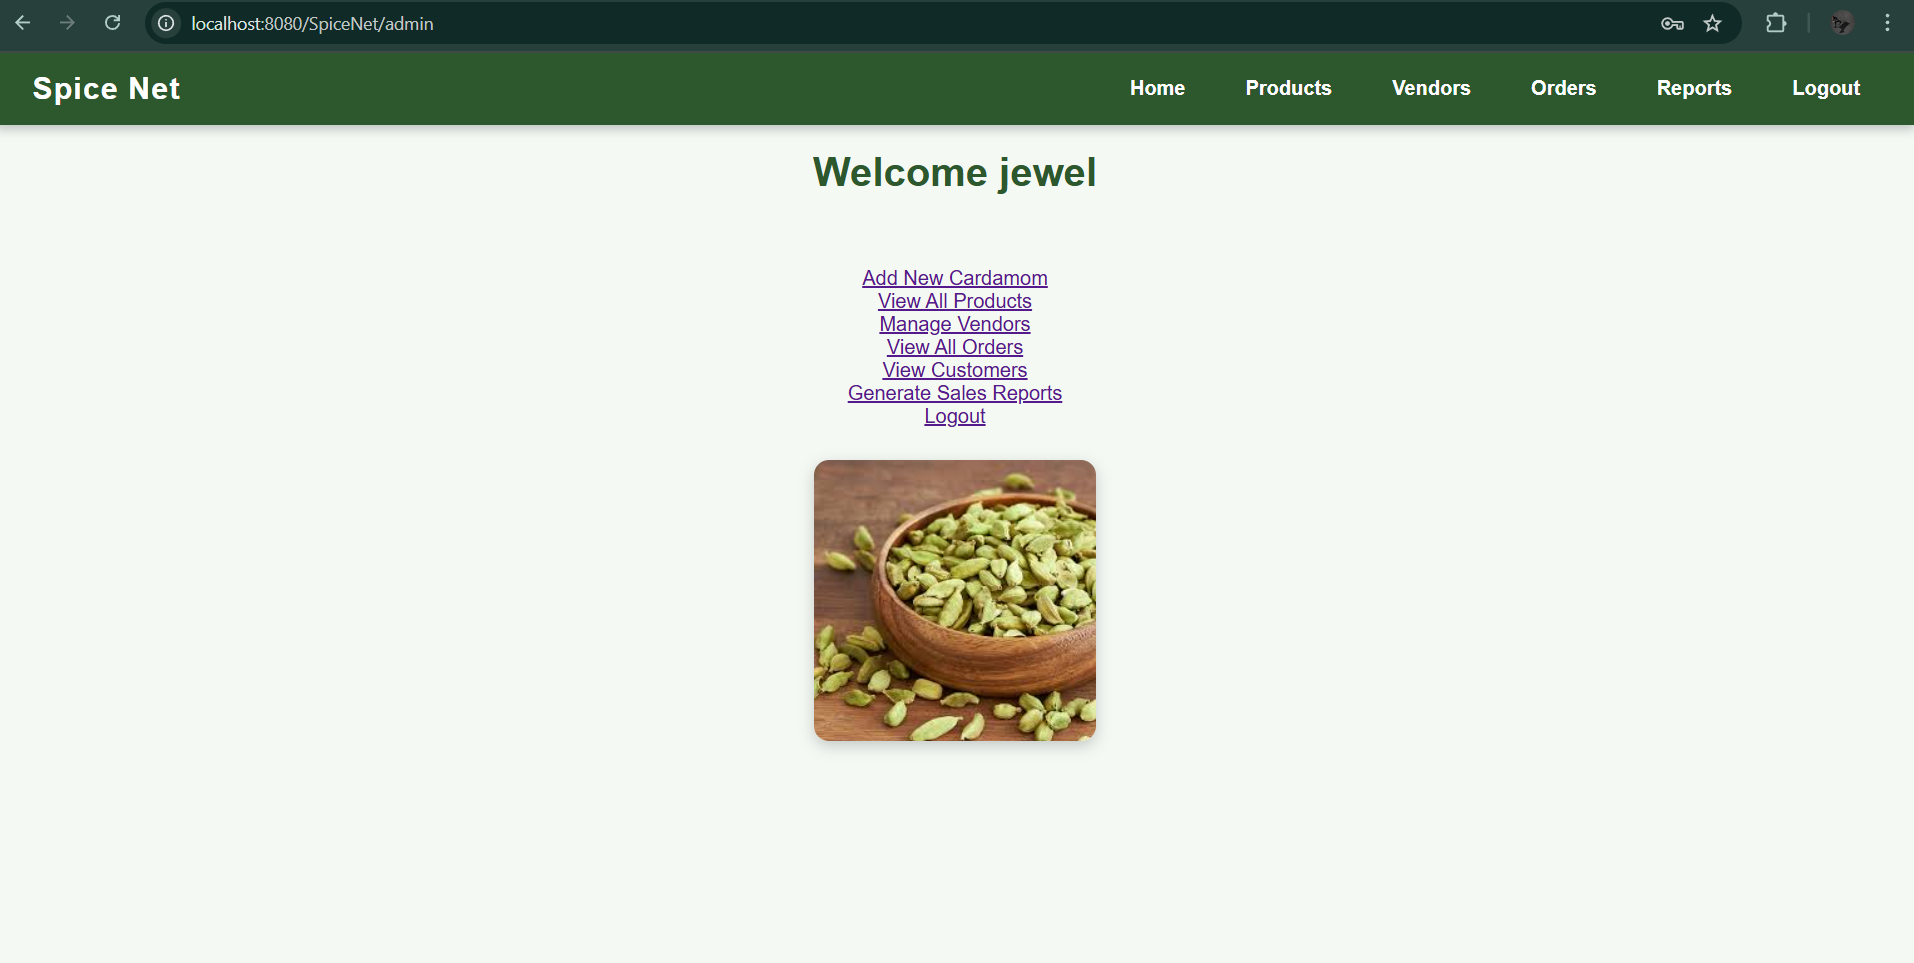 localhost:8080/SpiceNet/admin
Spice Net Home Products Vendors Orders Reports Logout
Welcome jewel
Add New Cardamom
View All Products
Manage Vendors
View All Orders
View Customers
Generate Sales Reports
Logout